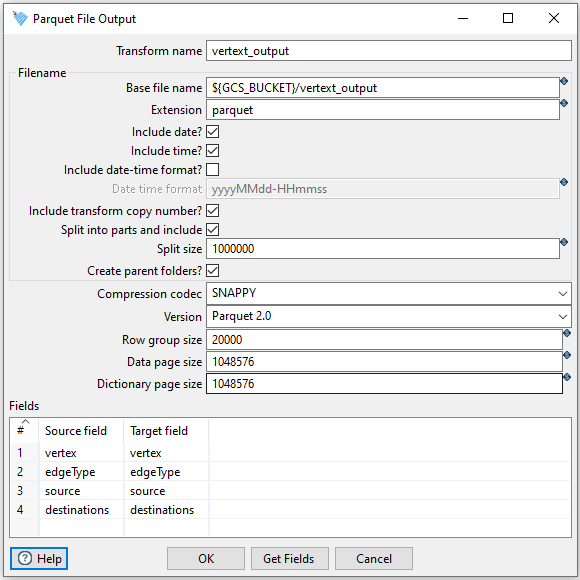 Parquet File Output
Transform name vertext_output
Filename
Base file name ${GCS_BUCKET}/vertext_output
Extension parquet
Include date?
Include time?
Include date-time format?
Date time format yyyyMMdd-HHmmss
Include transform copy number?
Split into parts and include
Split size 1000000
Create parent folders?
Compression codec SNAPPY
Version Parquet 2.0
Row group size 20000
Data page size 1048576
Dictionary page size 1048576
Fields
# Source field Target field
1 vertex vertex
2 edgeType edgeType
3 source source
4 destinations destinations
Help OK Get Fields Cancel